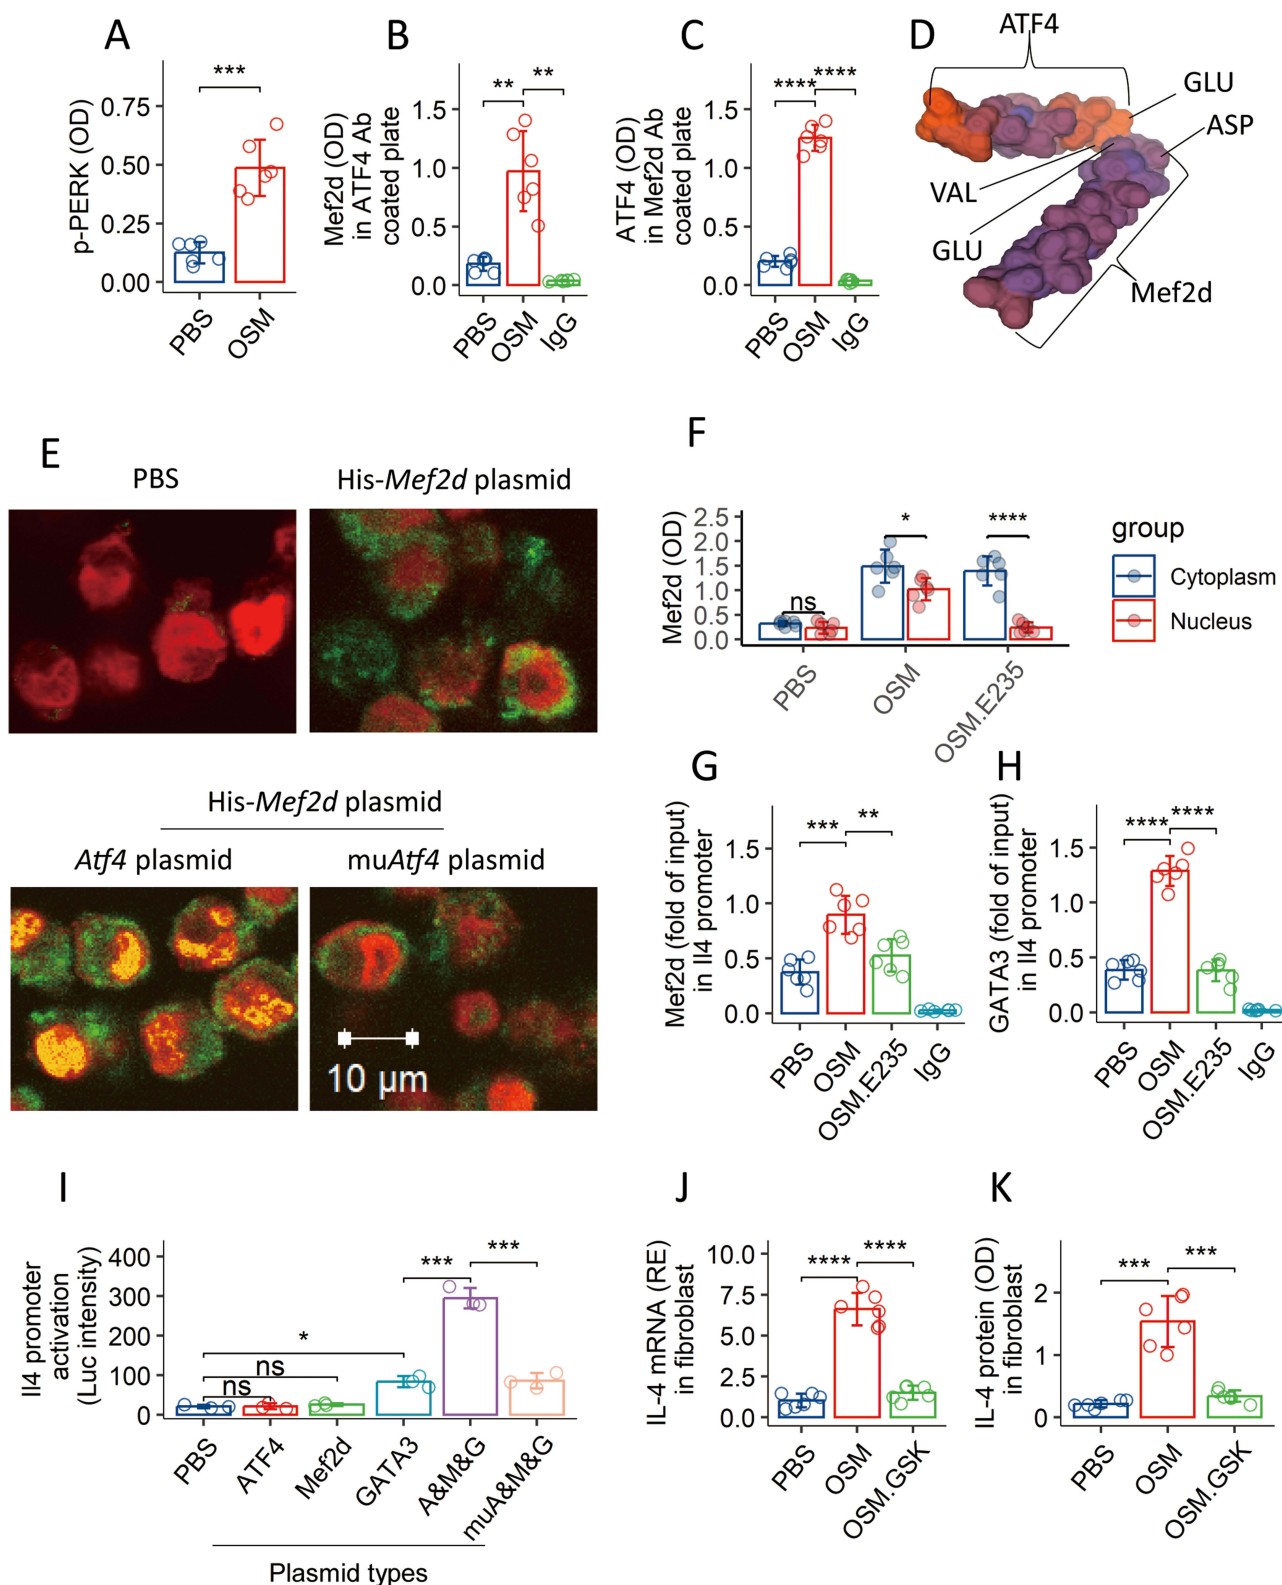 A
p-PERK (OD)
0.75
0.50
0.25
0.00
***
PBS
OSM
B
Mef2d (OD)
in ATF4 Ab
coated plate
1.5
1.0
0.5
0.0
**
**
PBS
OSM
IgG
C
ATF4 (OD)
in Mef2d Ab
coated plate
1.5
1.0
0.5
0.0
****
****
PBS
OSM
IgG
D
ATF4
GLU
ASP
VAL
GLU
Mef2d
E
PBS
His-Mef2d plasmid
His-Mef2d plasmid
Atf4 plasmid
muAtf4 plasmid
10 μm
F
Mef2d (OD)
2.5
2.0
1.5
1.0
0.5
0.0
ns
*
****
PBS
OSM
OSM.E235
group
Cytoplasm
Nucleus
G
Mef2d (fold of input)
in Il4 promoter
1.5
1.0
0.5
0.0
***
**
PBS
OSM
OSM.E235
IgG
H
GATA3 (fold of input)
in Il4 promoter
1.5
1.0
0.5
0.0
****
****
PBS
OSM
OSM.E235
IgG
I
Il4 promoter
activation
(Luc intensity)
400
300
200
100
0
ns
ns
*
***
***
PBS
ATF4
Mef2d
GATA3
A&M&G
muA&M&G
Plasmid types
J
IL-4 mRNA (RE)
in fibroblast
10.0
7.5
5.0
2.5
0.0
****
****
PBS
OSM
OSM.GSK
K
IL-4 protein (OD)
in fibroblast
2
1
0
***
***
PBS
OSM
OSM.GSK